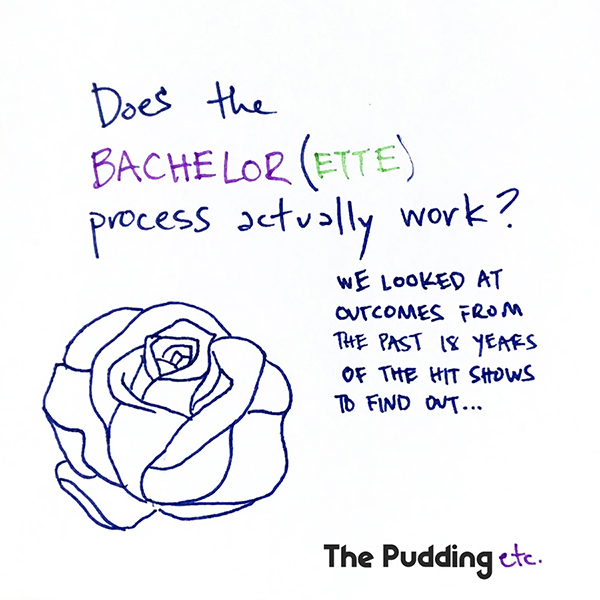 Does the
BACHELOR (ETTE)
process actually work?
WE LOOKED AT
OUTCOMES FROM
THE PAST 18 YEARS
OF THE HIT SHOWS
TO FIND OUT...
The Pudding etc.